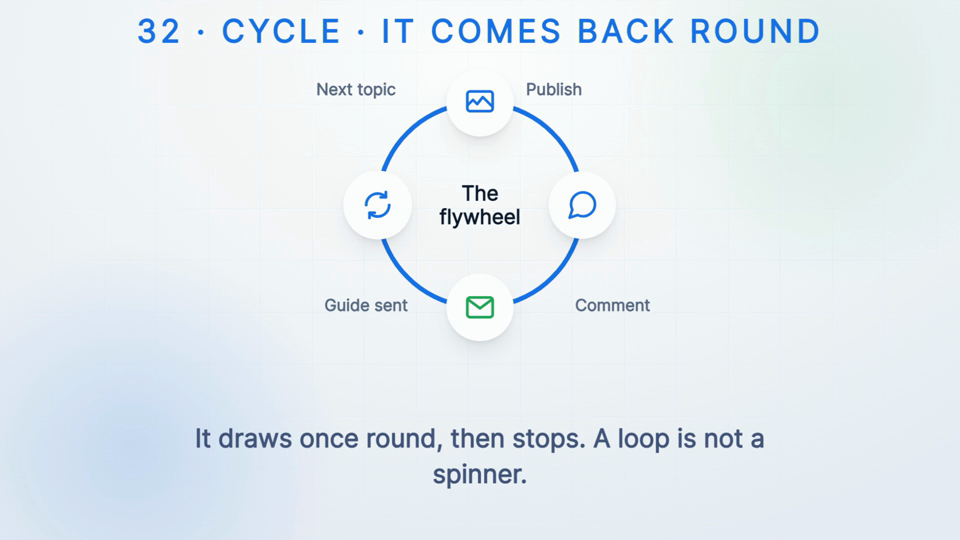 32 · CYCLE · IT COMES BACK ROUND
Next topic
Publish
The
flywheel
Guide sent
Comment
It draws once round, then stops. A loop is not a
spinner.